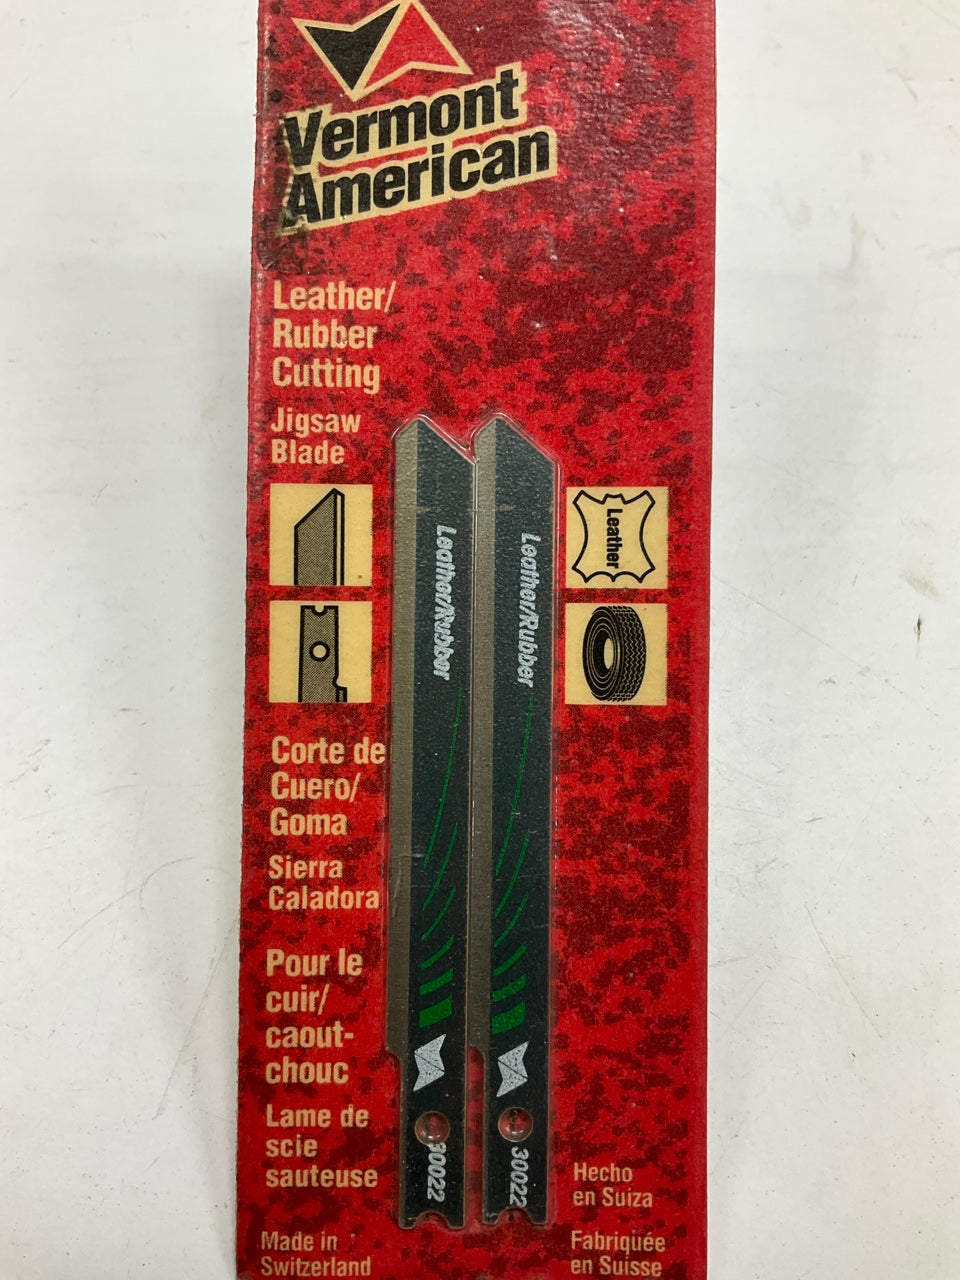 Vermont
American
Leather/
Rubber
Cutting
Jigsaw
Blade
Leather
Leather/Rubber
Leather/Rubber
Corte de
Cuero/
Goma
Sierra
Caladora
Pour le
cuir/
caout-
chouc
Lame de
scie
sauteuse
30022
30022
Hecho
en Suiza
Made in
Switzerland
Fabriquée
en Suisse